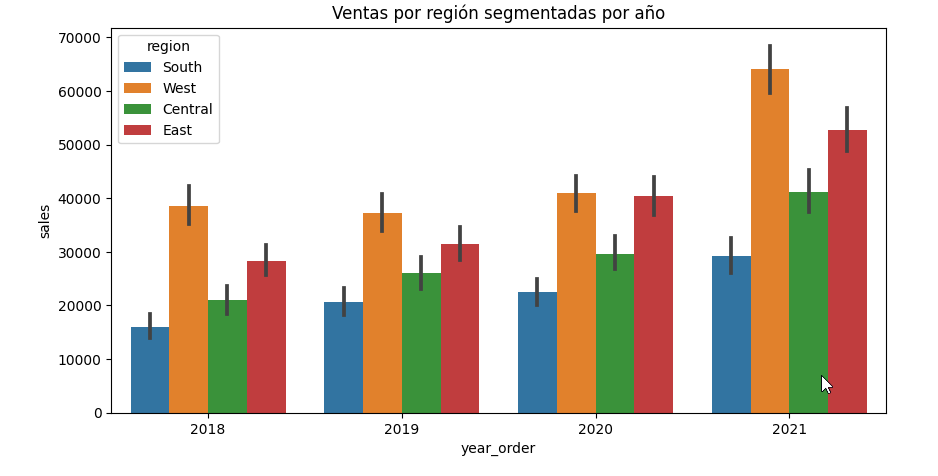 Ventas por región segmentadas por año
region
South
West
Central
East
70000
60000
50000
40000
30000
20000
10000
0
sales
2018 2019 2020 2021
year_order